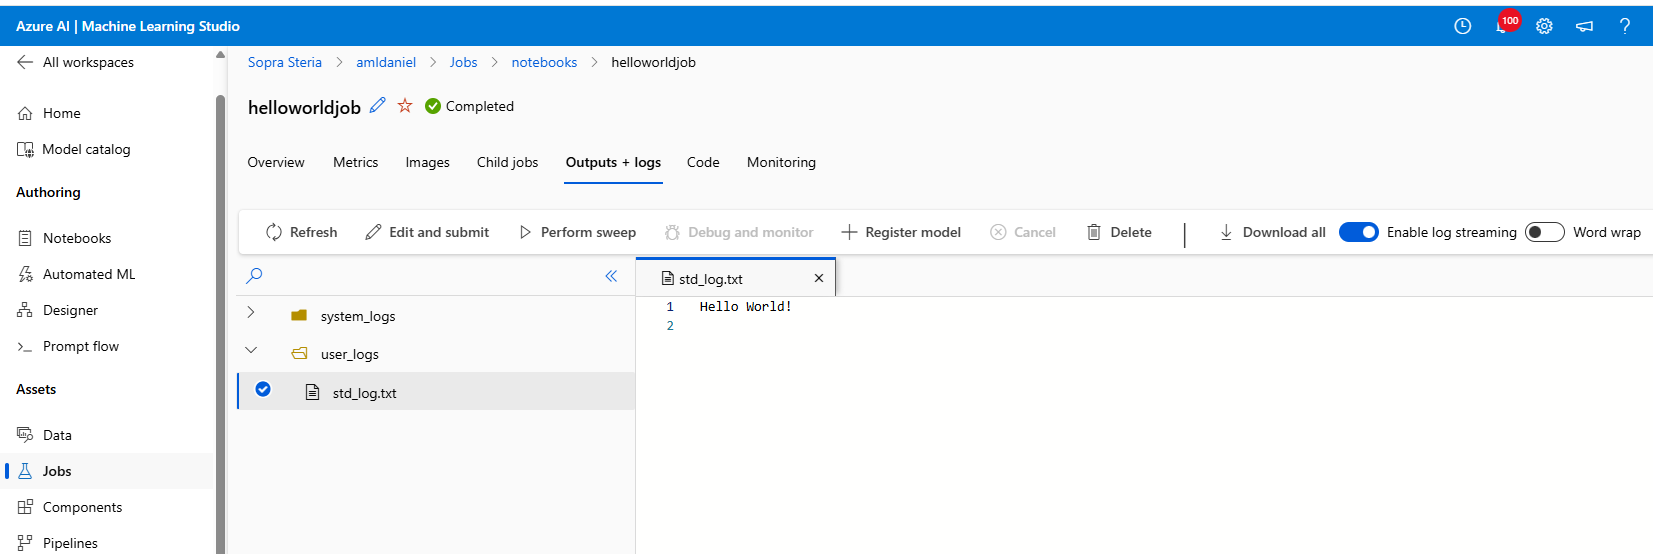 Azure AI | Machine Learning Studio
100
All workspaces
Home
Model catalog
Authoring
Notebooks
Automated ML
Designer
Prompt flow
Assets
Data
Jobs
Components
Pipelines
Sopra Steria > amldaniel > Jobs > notebooks > helloworldjob
helloworldjob Completed
Overview Metrics Images Child jobs Outputs + logs Code Monitoring
Refresh Edit and submit Perform sweep Debug and monitor Register model Cancel Delete | Download all Enable log streaming Word wrap
system_logs
user_logs
std_log.txt
std_log.txt
1 Hello World!
2